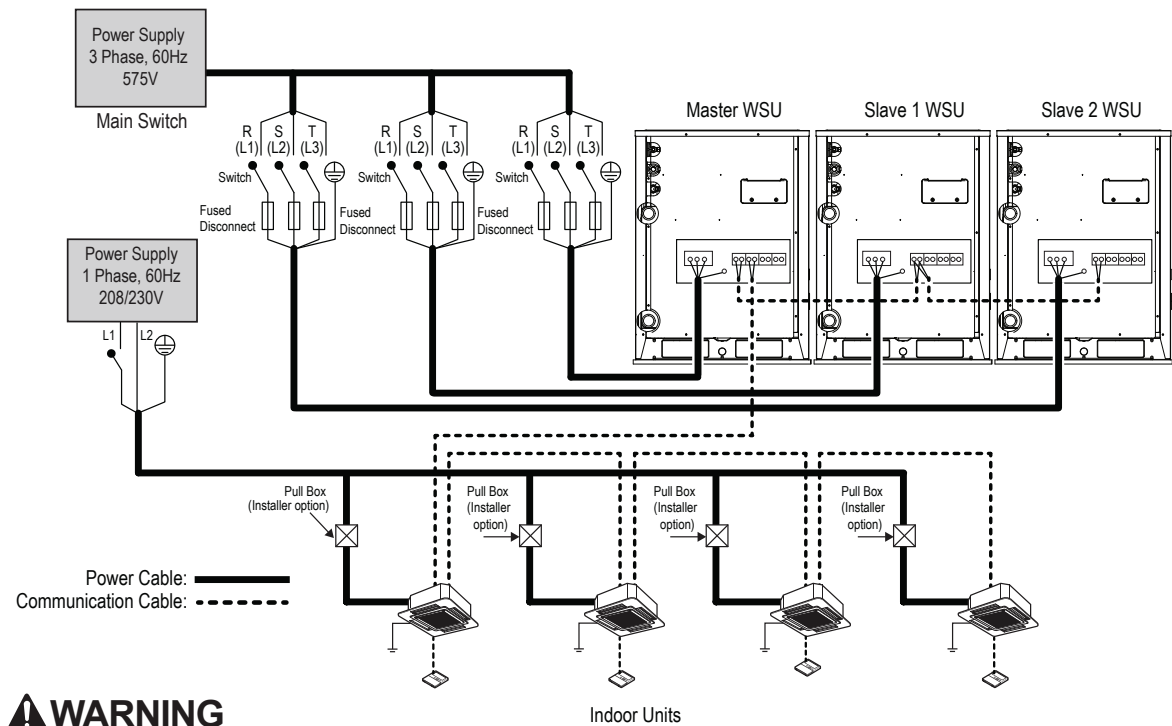 Power Supply
3 Phase, 60Hz
575V
Main Switch
Master WSU
Slave 1 WSU
Slave 2 WSU
R
(L1)
S
(L2)
T
(L3)
Switch
Fused
Disconnect
R
(L1)
S
(L2)
T
(L3)
Switch
Fused
Disconnect
R
(L1)
S
(L2)
T
(L3)
Switch
Fused
Disconnect
Power Supply
1 Phase, 60Hz
208/230V
L1
L2
Pull Box
(Installer option)
Pull Box
(Installer
option)
Pull Box
(Installer
option)
Pull Box
(Installer
option)
Power Cable:
Communication Cable:
WARNING
Indoor Units